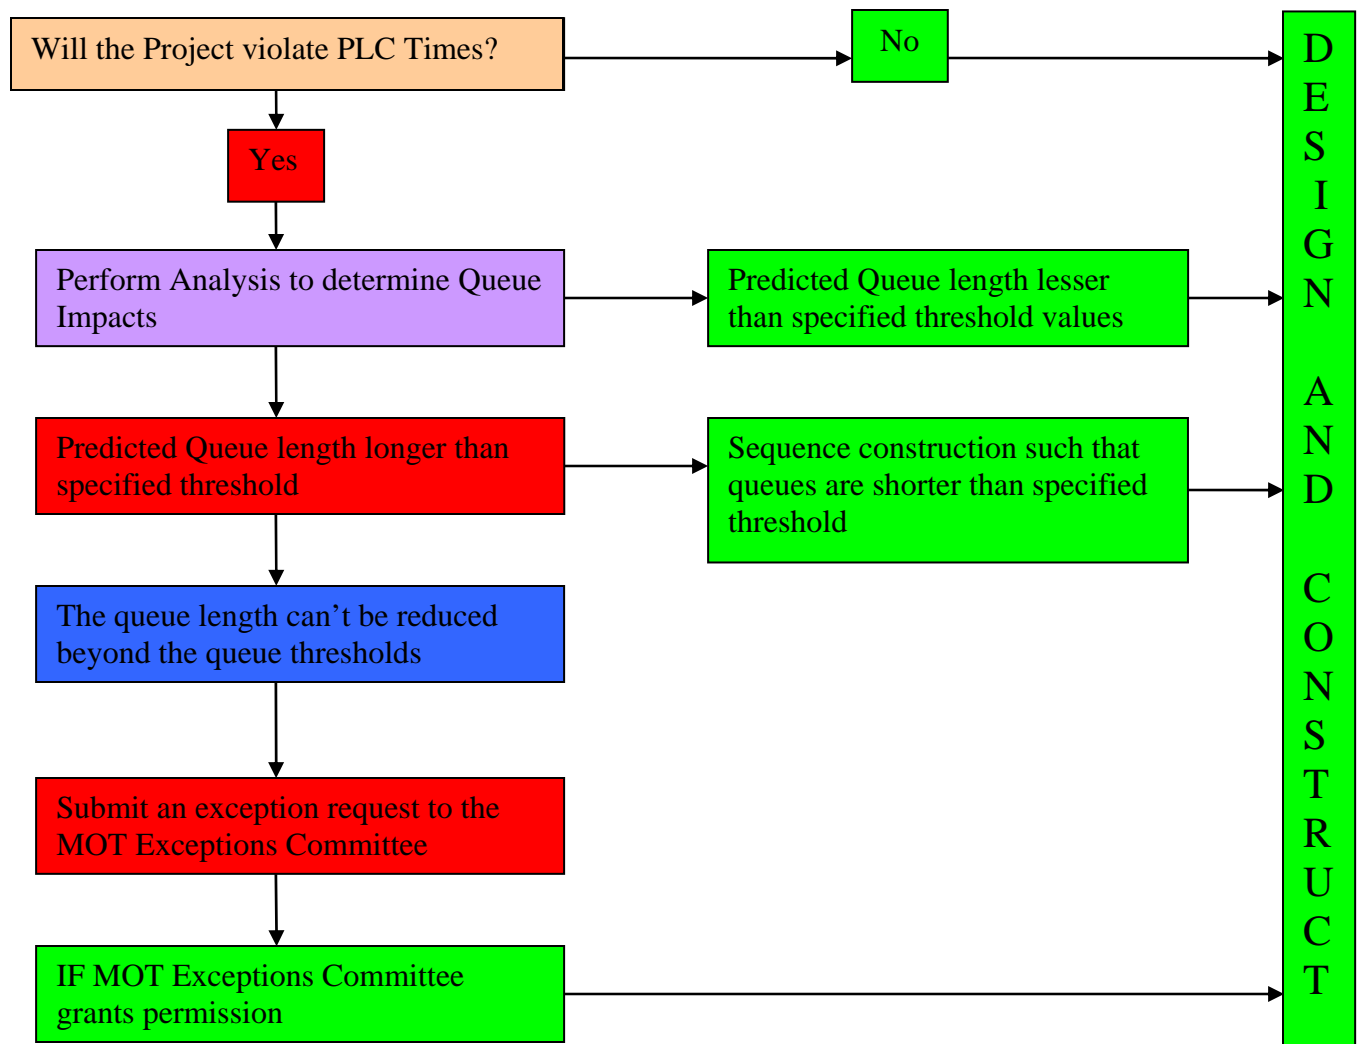 Will the Project violate PLC Times?
No
Yes
Perform Analysis to determine Queue
Impacts
Predicted Queue length lesser
than specified threshold values
Predicted Queue length longer than
specified threshold
Sequence construction such that
queues are shorter than specified
threshold
The queue length can’t be reduced
beyond the queue thresholds
Submit an exception request to the
MOT Exceptions Committee
IF MOT Exceptions Committee
grants permission
D
E
S
I
G
N
A
N
D
C
O
N
S
T
R
U
C
T